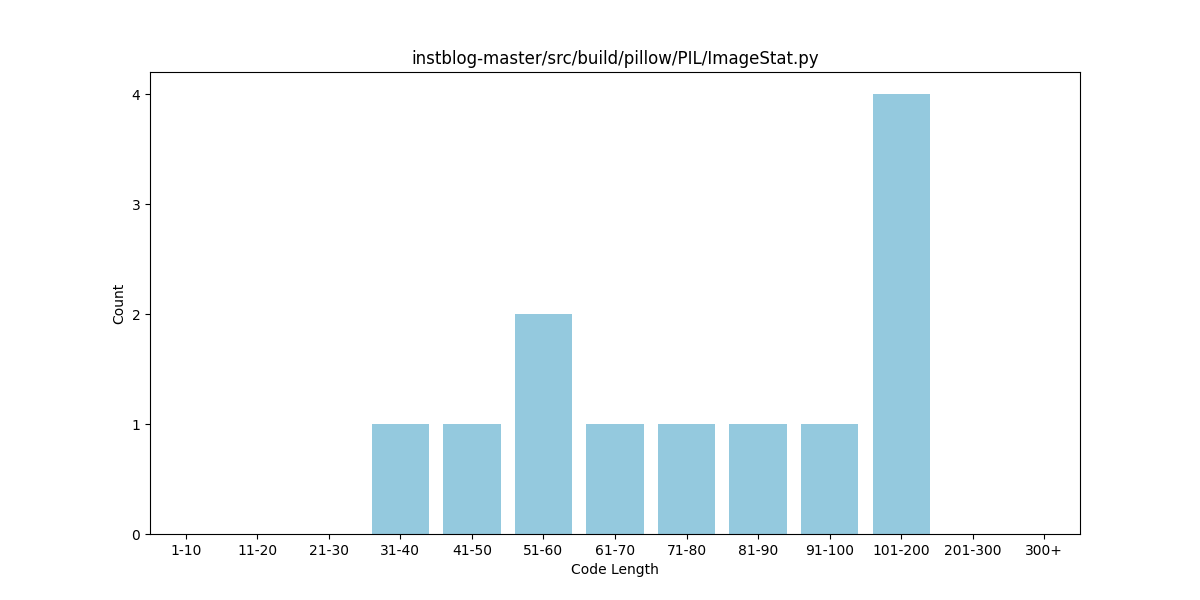 instblog-master/src/build/pillow/PIL/ImageStat.py
4
3
2
1
0
Count
1-10 11-20 21-30 31-40 41-50 51-60 61-70 71-80 81-90 91-100 101-200 201-300 300+
Code Length